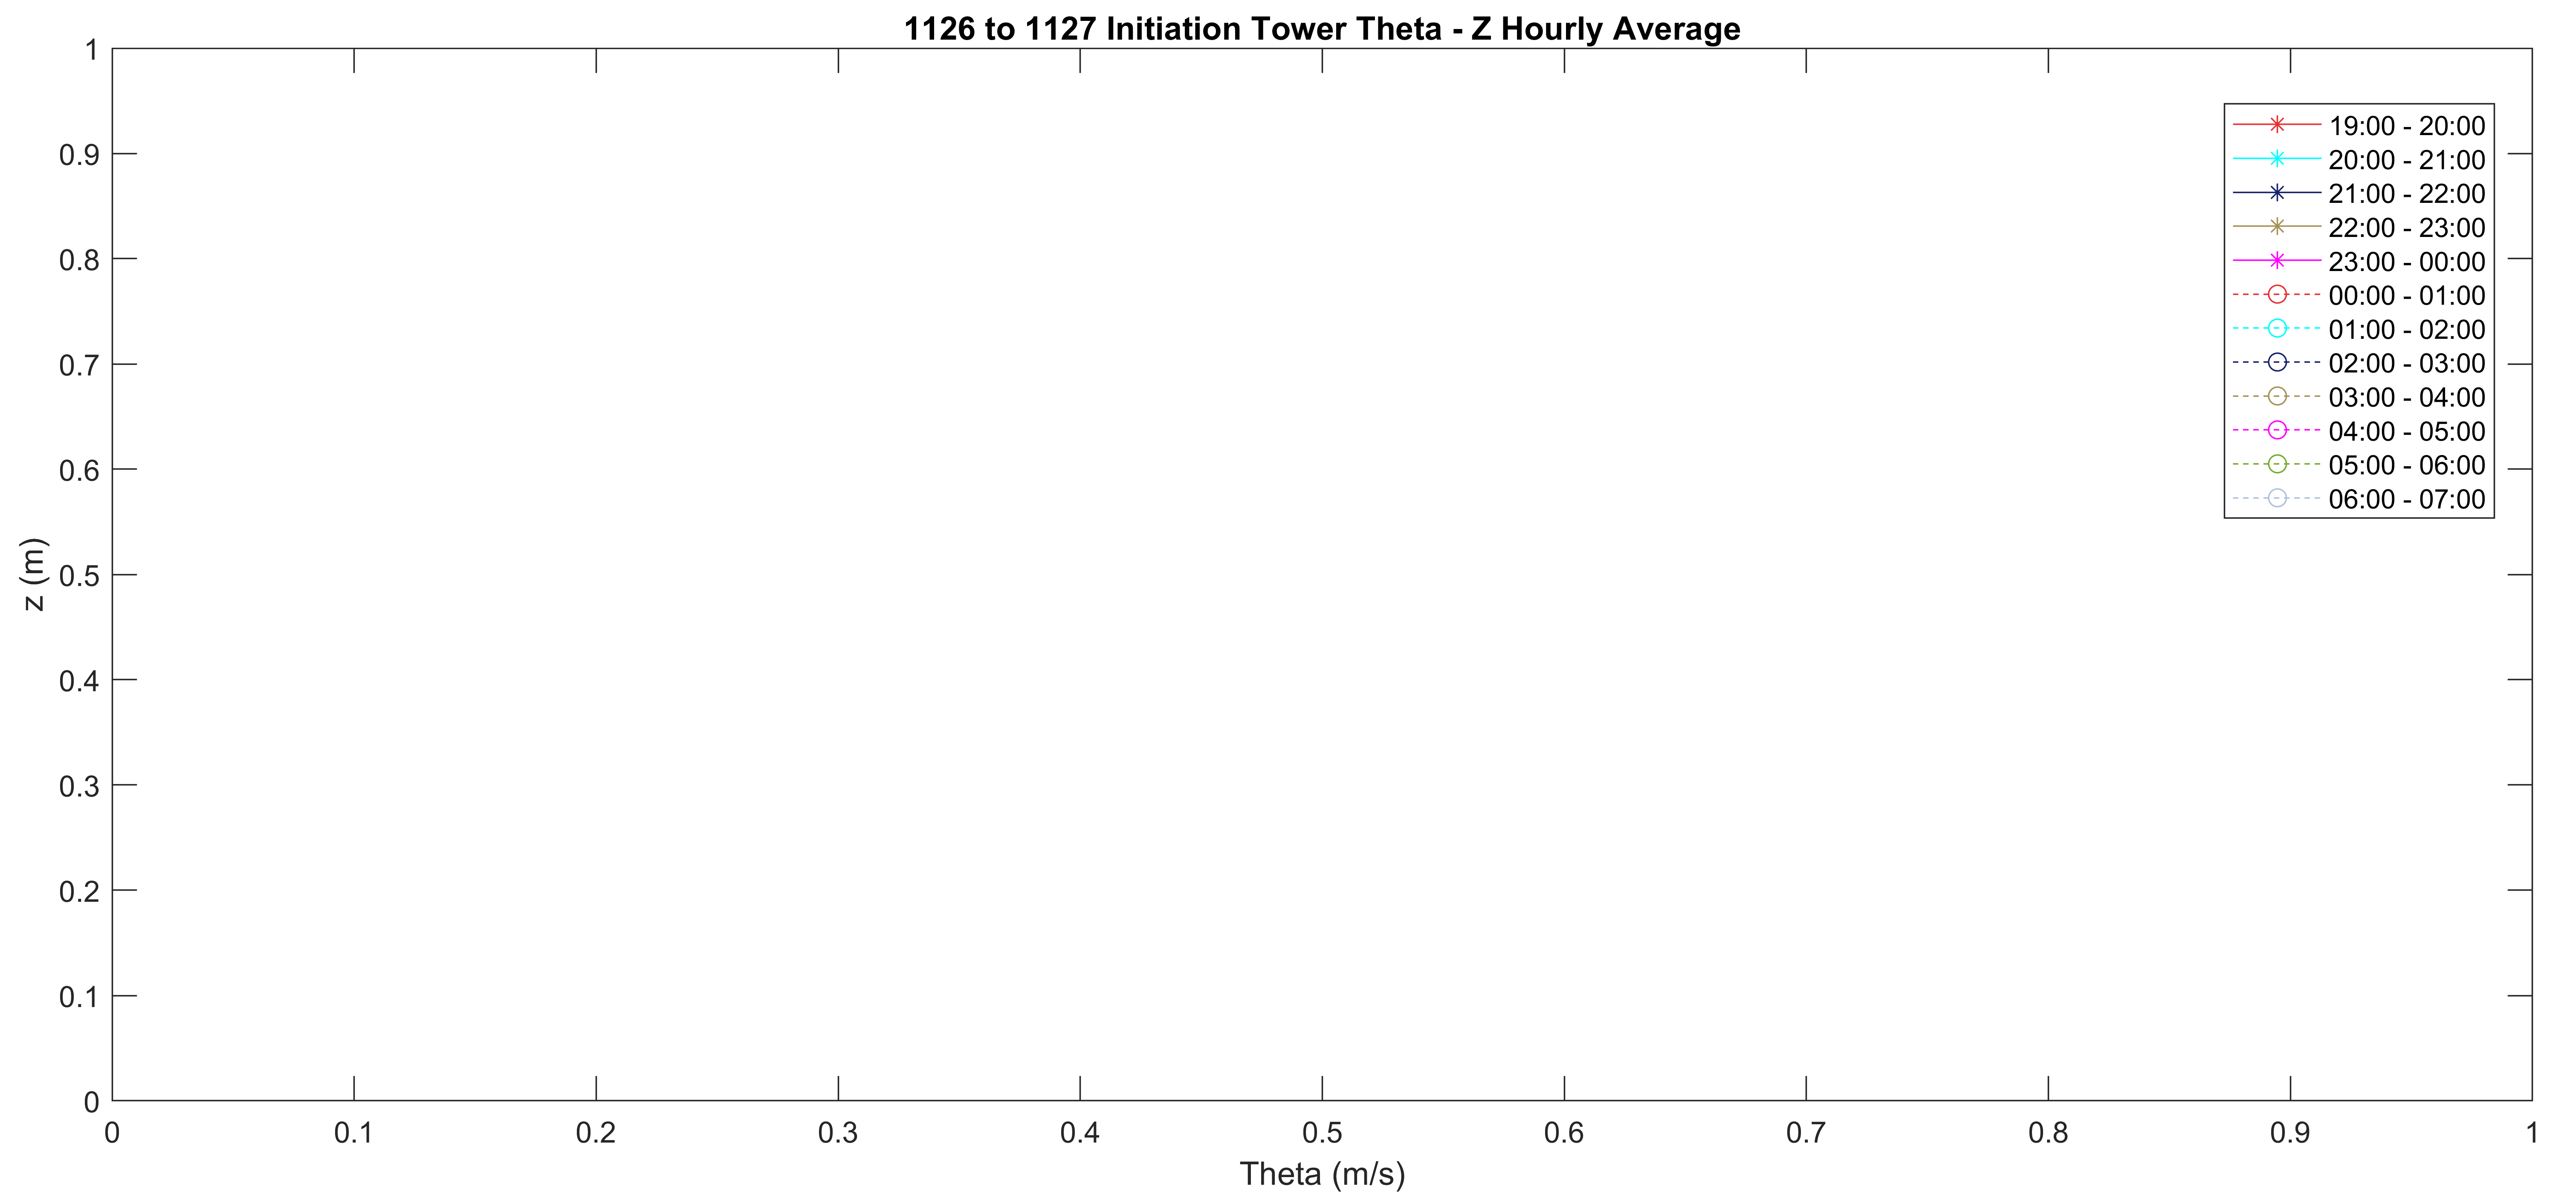 1126 to 1127 Initiation Tower Theta - Z Hourly Average
1
0.9
0.8
0.7
0.6
0.5
0.4
0.3
0.2
0.1
0
z (m)
19:00 - 20:00
20:00 - 21:00
21:00 - 22:00
22:00 - 23:00
23:00 - 00:00
00:00 - 01:00
01:00 - 02:00
02:00 - 03:00
03:00 - 04:00
04:00 - 05:00
05:00 - 06:00
06:00 - 07:00
0 0.1 0.2 0.3 0.4 0.5 0.6 0.7 0.8 0.9 1
Theta (m/s)